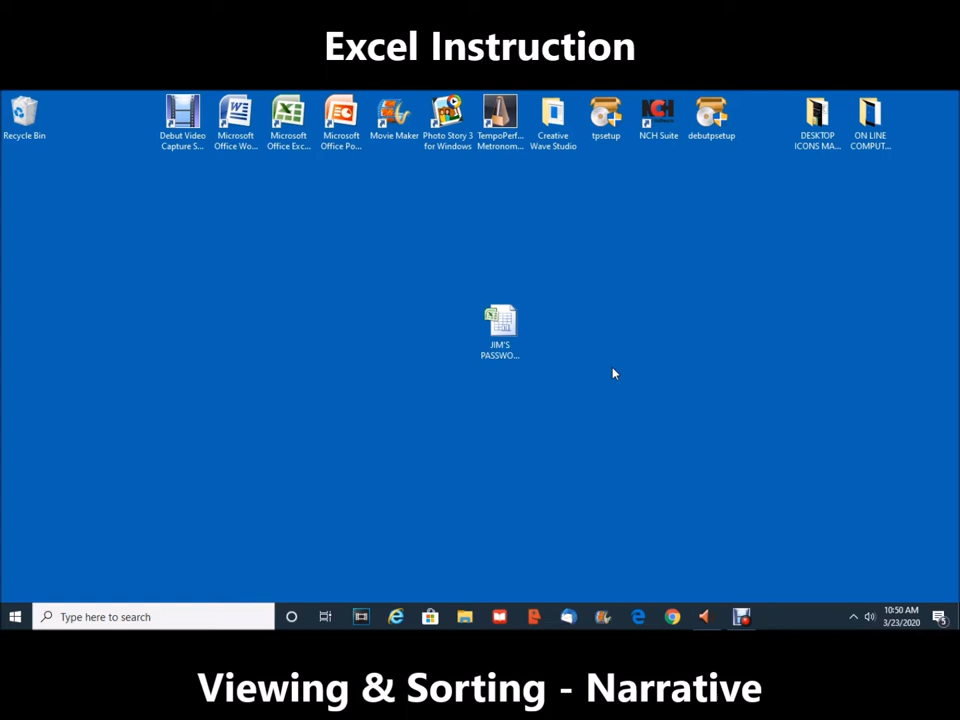 Excel Instruction
Recycle Bin
Debut Video
Capture S...
Microsoft
Office Wo...
Microsoft
Office Exc...
Microsoft
Office Po...
Movie Maker
Photo Story 3
for Windows
TempoPerf...
Metronom...
Creative
Wave Studio
tpsetup
NCH
NCH Suite
debutpsetup
DESKTOP
ICONS MA...
ON LINE
COMPUT...
JIM'S
PASSWO...
Type here to search
10:50 AM
3/23/2020
5
Viewing & Sorting - Narrative